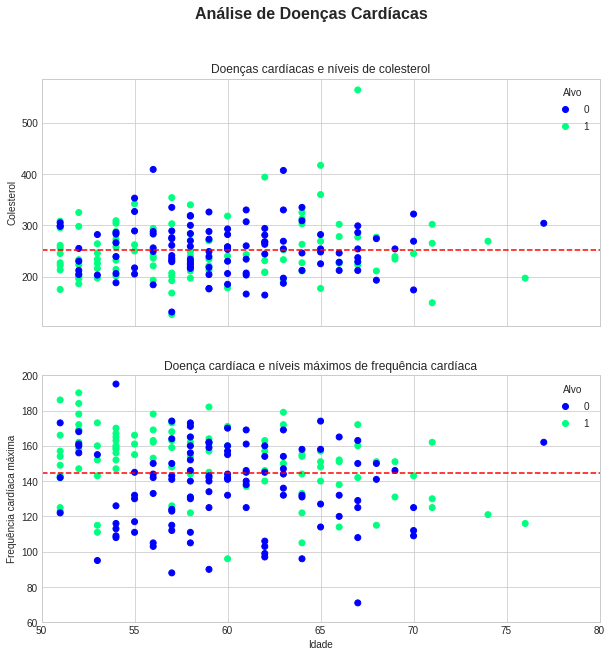 Análise de Doenças Cardíacas
Doenças cardíacas e níveis de colesterol
Alvo
0
1
500
400
300
200
Colesterol
Doença cardíaca e níveis máximos de frequência cardíaca
Alvo
0
1
200
180
160
140
120
100
80
60
Frequência cardíaca máxima
50 55 60 65 70 75 80
Idade